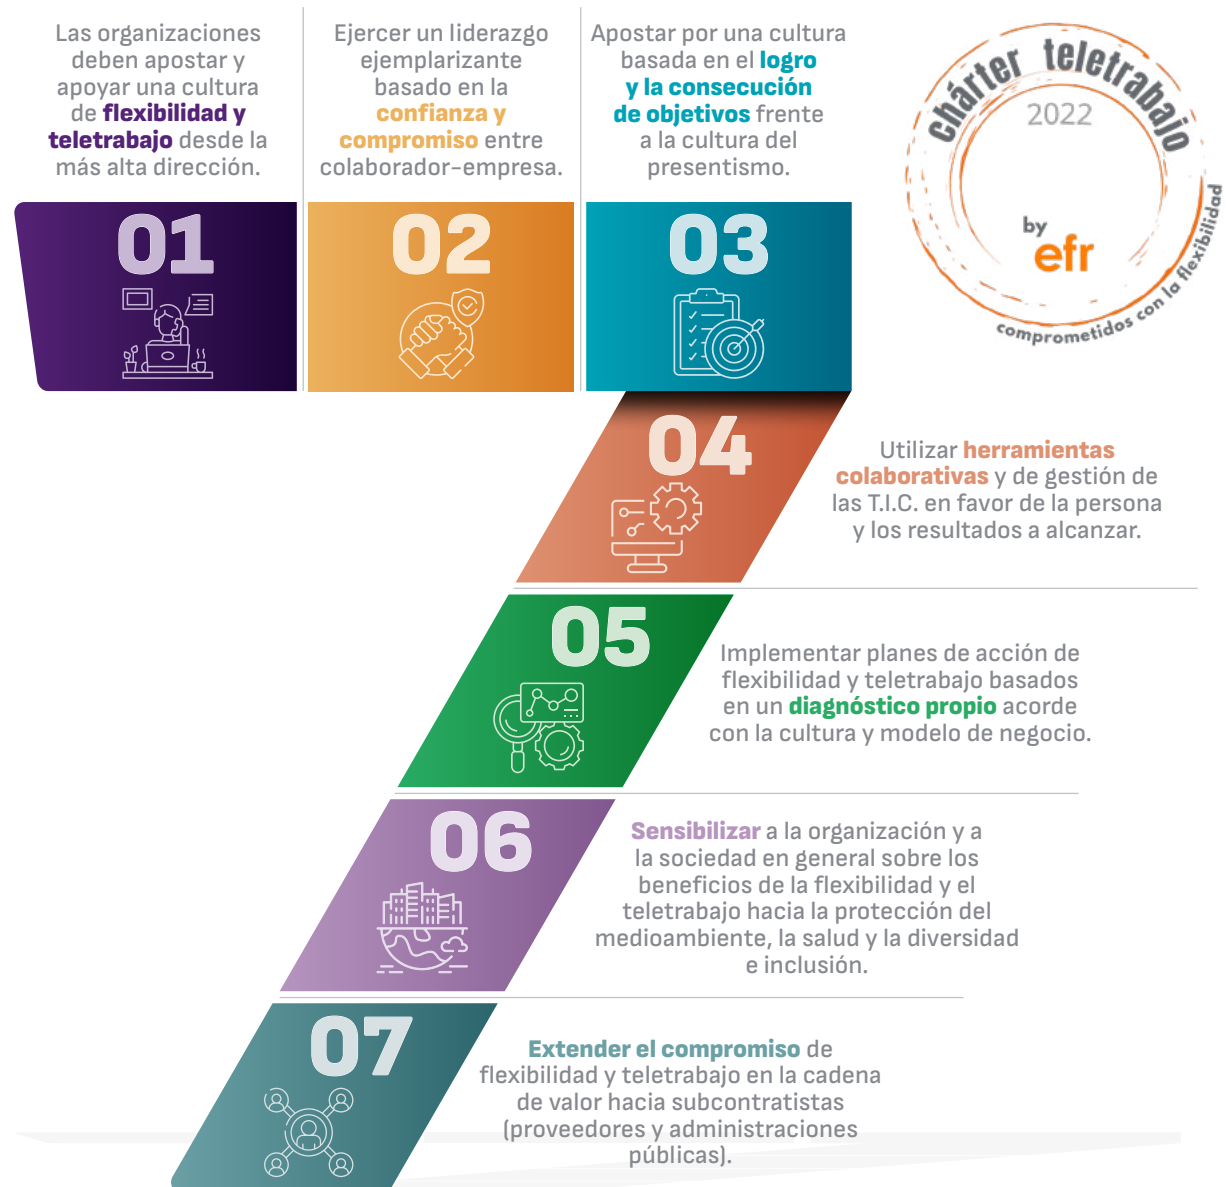 Las organizaciones
deben apostar y
apoyar una cultura
de flexibilidad y
teletrabajo desde la
más alta dirección.
01
Ejercer un liderazgo
ejemplarizante
basado en la
confianza y
compromiso entre
colaborador-empresa.
02
Apostar por una cultura
basada en el logro
y la consecución
de objetivos frente
a la cultura del
presentismo.
03
chárter teletrabajo
2022
by
efr
comprometidos con la flexibilidad
04
Utilizar herramientas
colaborativas y de gestión de
las T.I.C. en favor de la persona
y los resultados a alcanzar.
05
Implementar planes de acción de
flexibilidad y teletrabajo basados
en un diagnóstico propio acorde
con la cultura y modelo de negocio.
06
Sensibilizar a la organización y a
la sociedad en general sobre los
beneficios de la flexibilidad y el
teletrabajo hacia la protección del
medioambiente, la salud y la diversidad
e inclusión.
07
Extender el compromiso de
flexibilidad y teletrabajo en la cadena
de valor hacia subcontratistas
(proveedores y administraciones
públicas).